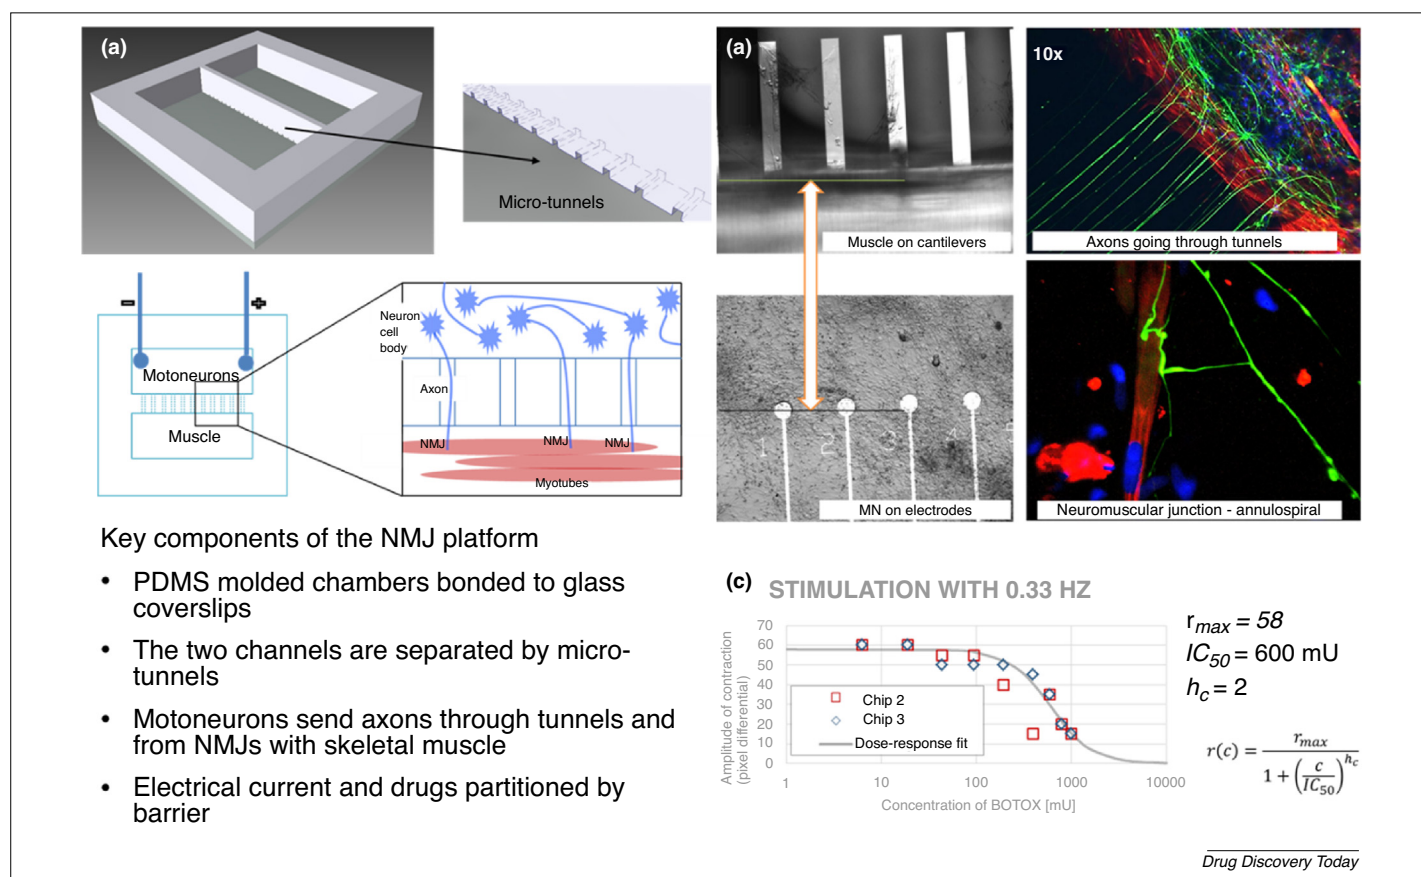 (a)
Micro-tunnels
-
+
Motoneurons
Muscle
Neuron
cell
body
Axon
NMJ
NMJ
NMJ
Myotubes
Key components of the NMJ platform
• PDMS molded chambers bonded to glass
coverslips
• The two channels are separated by micro-
tunnels
• Motoneurons send axons through tunnels and
from NMJs with skeletal muscle
• Electrical current and drugs partitioned by
barrier
(a)
Muscle on cantilevers
10x
Axons going through tunnels
1 2 3 4 5
MN on electrodes
Neuromuscular junction - annulospiral
(c) STIMULATION WITH 0.33 HZ
Amplitude of contraction
(pixel differential)
70
60
50
40
30
20
10
0
Chip 2
Chip 3
Dose-response fit
1 10 100 1000 10000
Concentration of BOTOX [mU]
r_max = 58
IC_50 = 600 mU
h_c = 2
r(c) = r_max / (1 + (c / IC_50)^h_c)
Drug Discovery Today